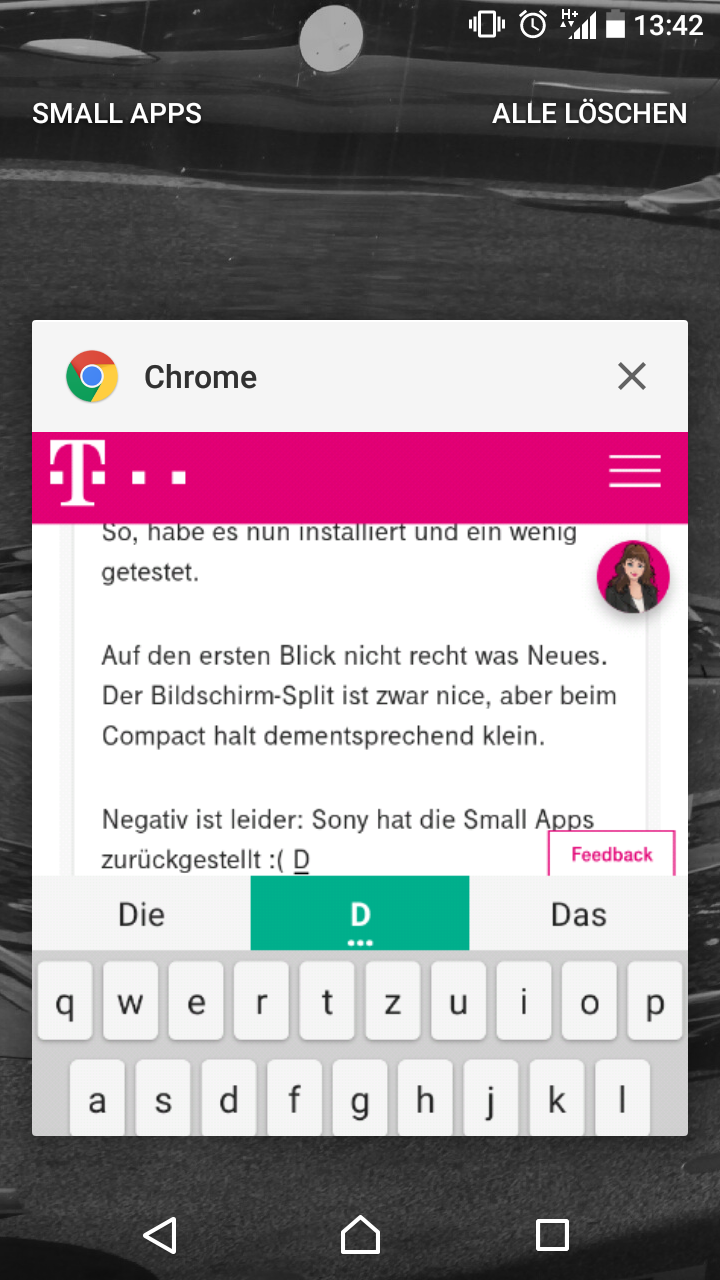 H+ 13:42
SMALL APPS
ALLE LÖSCHEN
Chrome
T
So, habe es nun installiert und ein wenig
getestet.
Auf den ersten Blick nicht recht was Neues.
Der Bildschirm-Split ist zwar nice, aber beim
Compact halt dementsprechend klein.
Negativ ist leider: Sony hat die Small Apps
zurückgestellt :( D
Feedback
Die D Das
q w e r t z u i o p
a s d f g h j k l